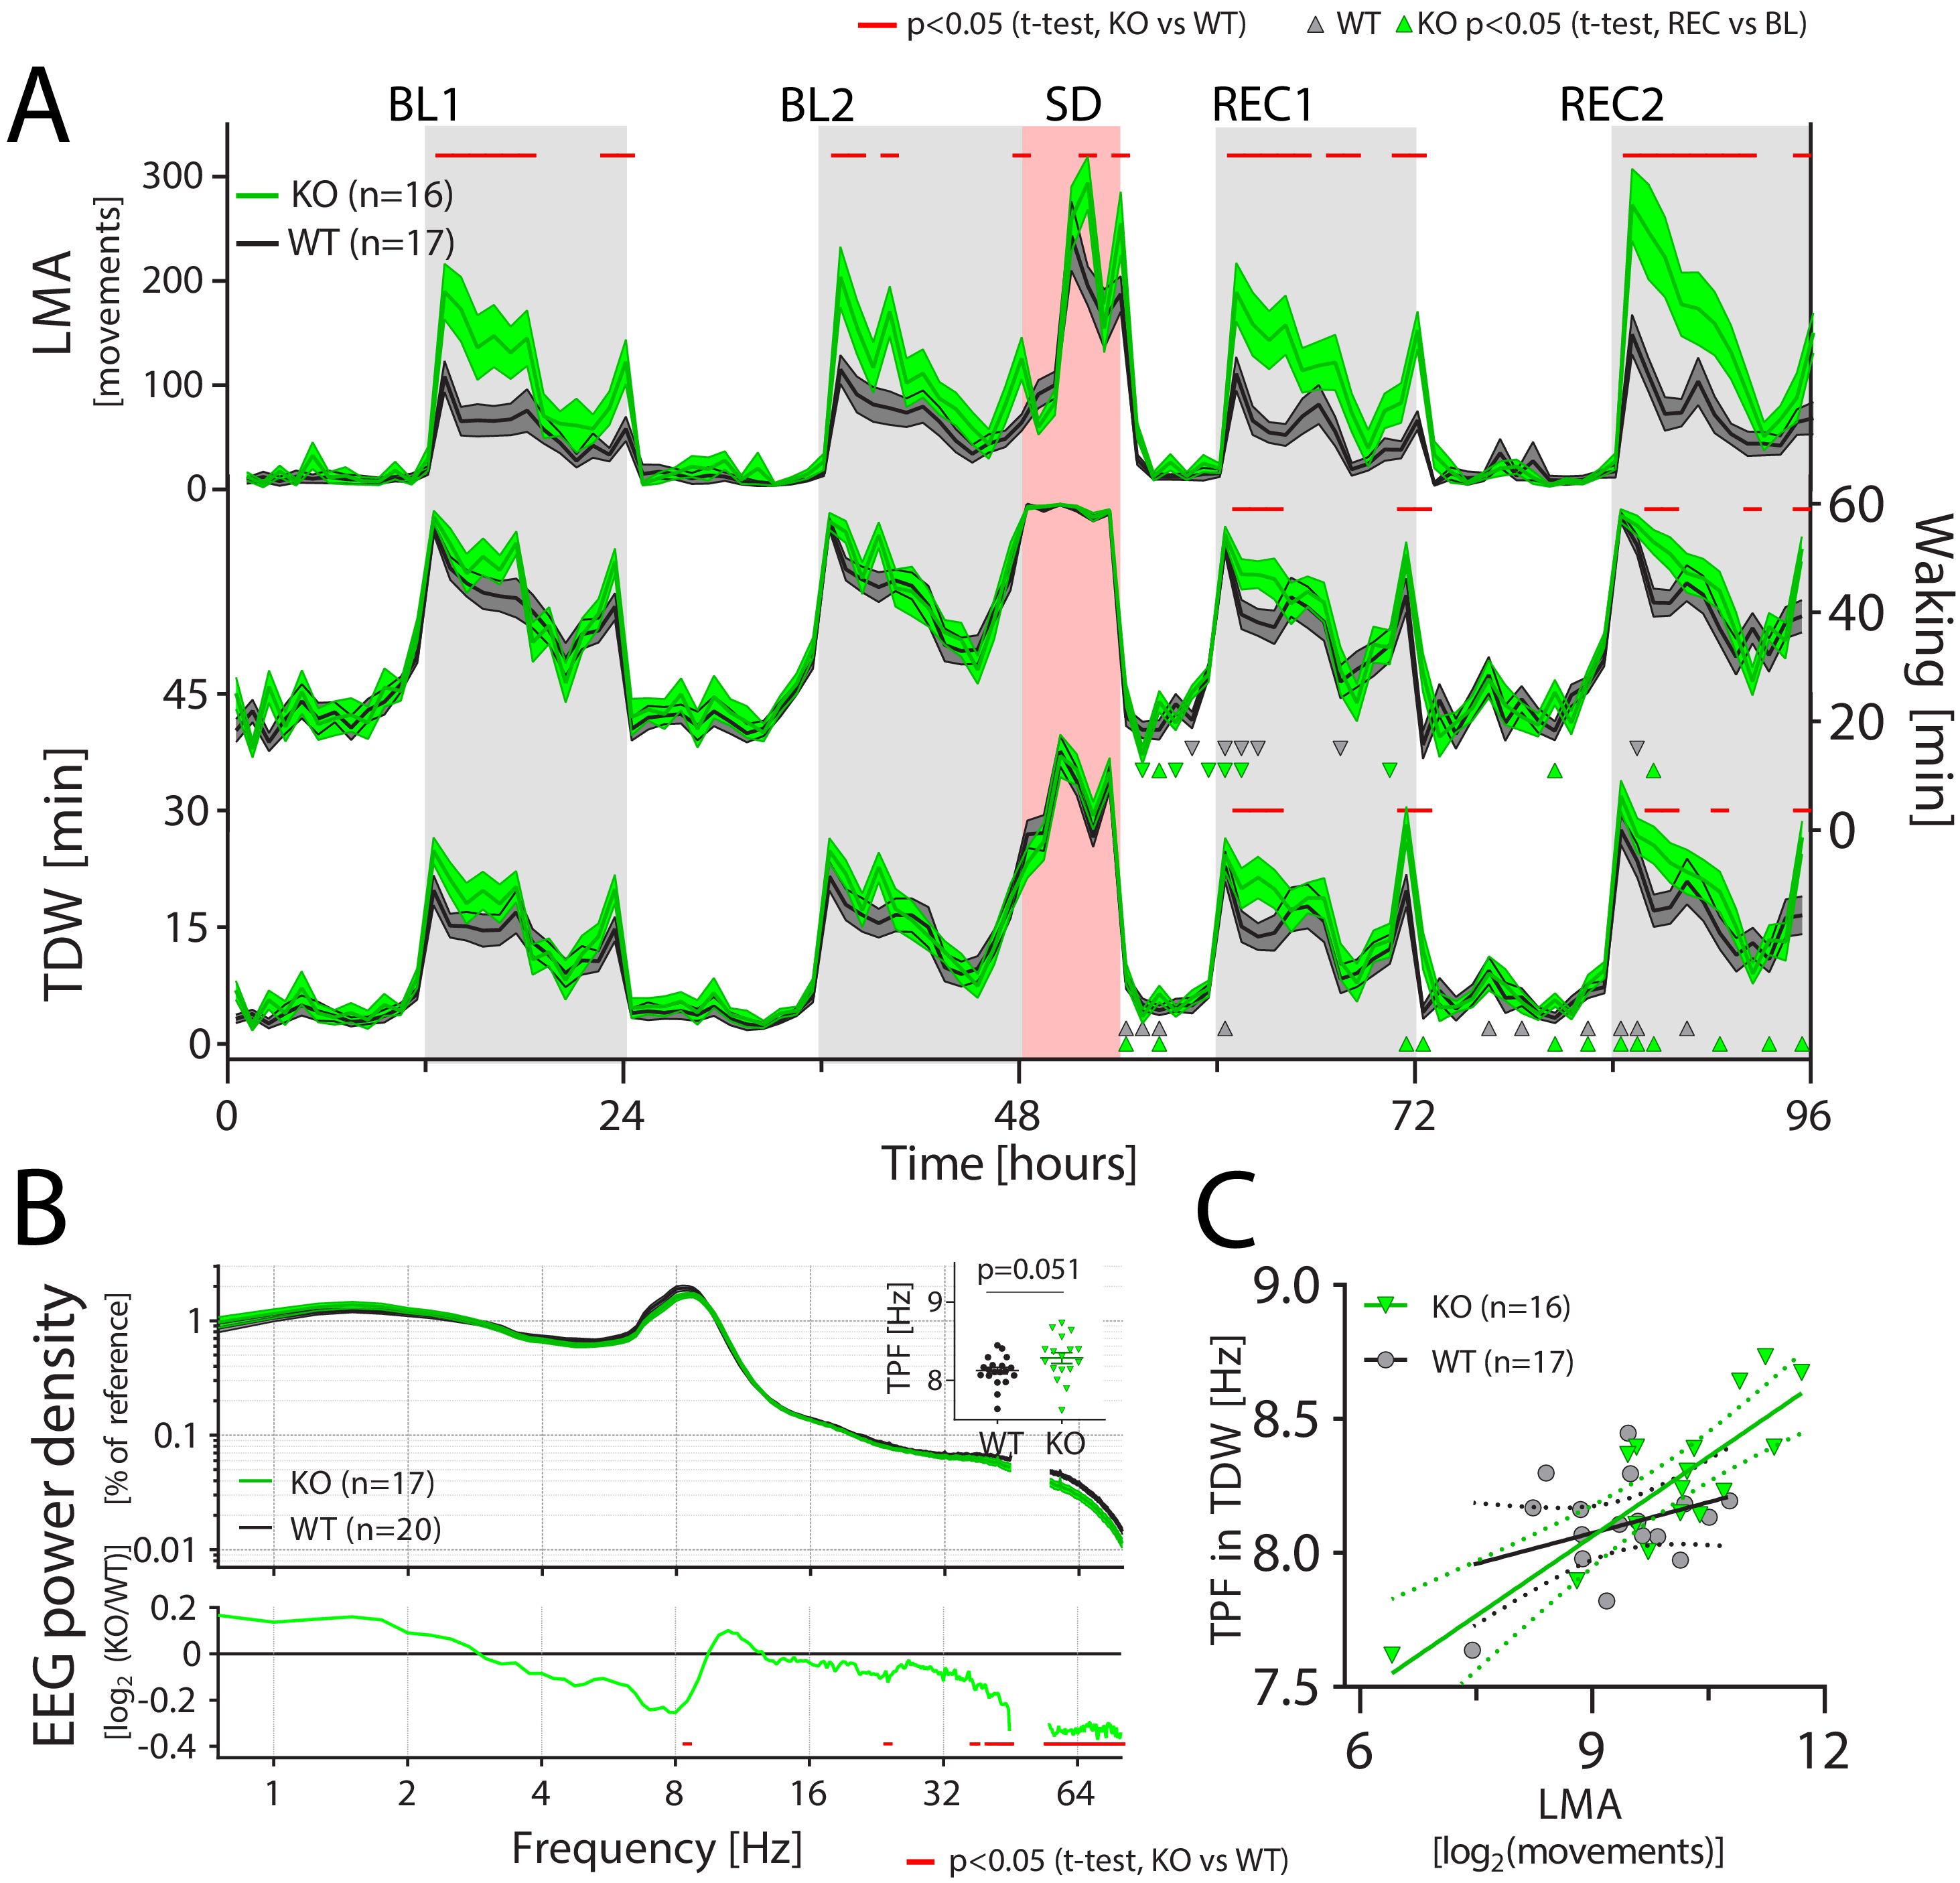 p<0.05 (t-test, KO vs WT) WT KO p<0.05 (t-test, REC vs BL)
A
BL1 BL2 SD REC1 REC2
LMA
[movements]
300
200
100
0
KO (n=16)
WT (n=17)
60
40
20
0
Waking [min]
TDW [min]
45
30
15
0
0 24 48 72 96
Time [hours]
B
EEG power density
[% of reference]
1
0.1
0.01
KO (n=17)
WT (n=20)
p=0.051
TPF [Hz]
9
8
WT KO
[log2 (KO/WT)]
0.2
0
-0.2
-0.4
1 2 4 8 16 32 64
Frequency [Hz]
p<0.05 (t-test, KO vs WT)
C
TPF in TDW [Hz]
9.0
8.5
8.0
7.5
KO (n=16)
WT (n=17)
6 9 12
LMA
[log2(movements)]